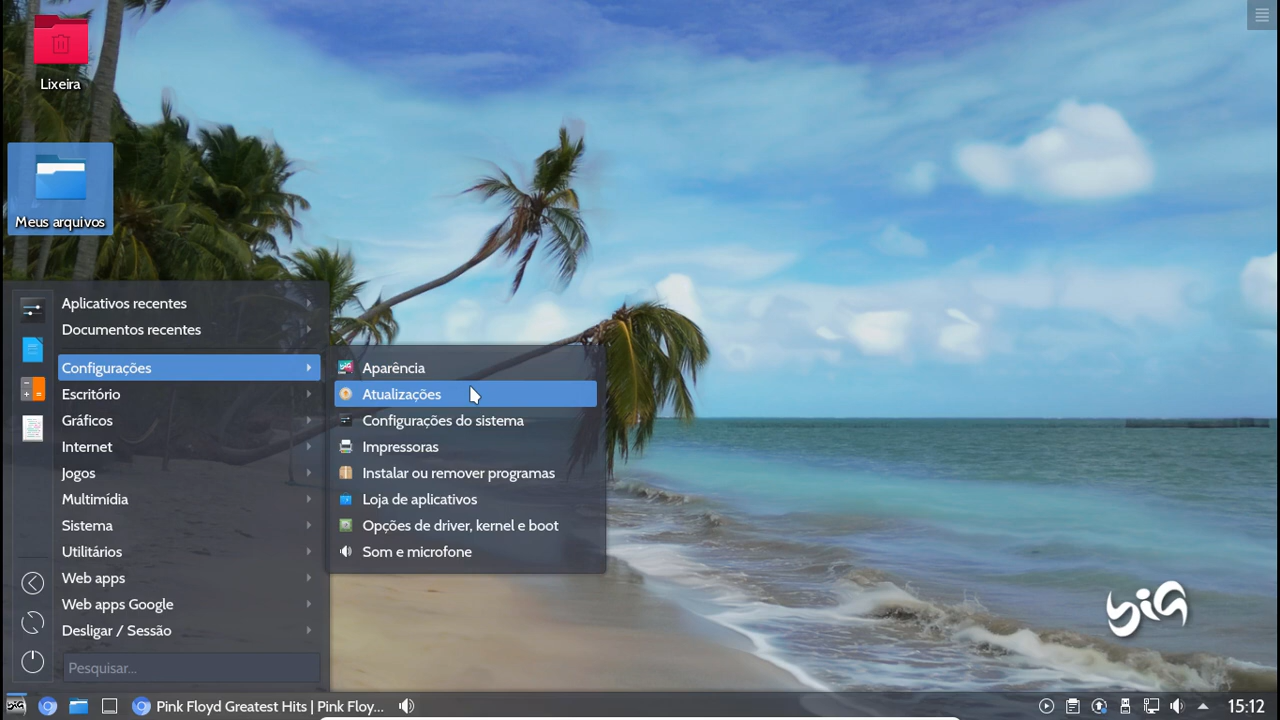 Lixeira
Meus arquivos
Aplicativos recentes
Documentos recentes
Configurações
Escritório
Gráficos
Internet
Jogos
Multimídia
Sistema
Utilitários
Web apps
Web apps Google
Desligar / Sessão
Pesquisar...
Aparência
Atualizações
Configurações do sistema
Impressoras
Instalar ou remover programas
Loja de aplicativos
Opções de driver, kernel e boot
Som e microfone
BIG
BIG
Pink Floyd Greatest Hits | Pink Floy...
15:12